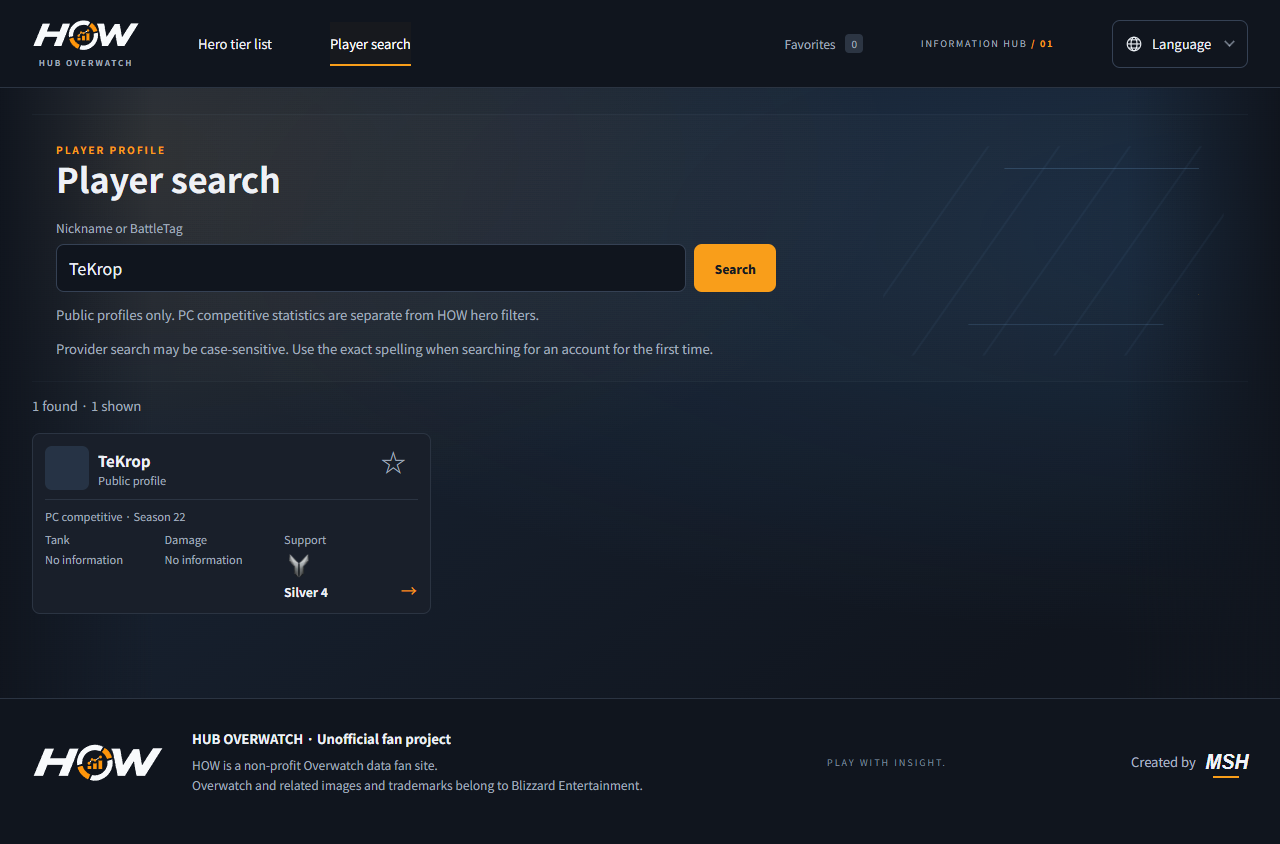 HOW
HUB OVERWATCH
Hero tier list
Player search
Favorites 0
INFORMATION HUB / 01
Language
PLAYER PROFILE
Player search
Nickname or BattleTag
TeKrop
Search
Public profiles only. PC competitive statistics are separate from HOW hero filters.
Provider search may be case-sensitive. Use the exact spelling when searching for an account for the first time.
1 found · 1 shown
TeKrop
Public profile
PC competitive · Season 22
Tank Damage Support
No information No information
Silver 4
HOW
HUB OVERWATCH · Unofficial fan project
HOW is a non-profit Overwatch data fan site.
Overwatch and related images and trademarks belong to Blizzard Entertainment.
PLAY WITH INSIGHT.
Created by MSH